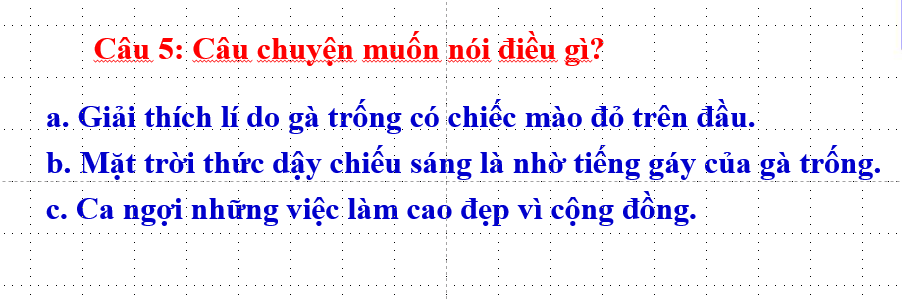 Câu 5: Câu chuyện muốn nói điều gì?
a. Giải thích lí do gà trống có chiếc mào đỏ trên đầu.
b. Mặt trời thức dậy chiếu sáng là nhờ tiếng gáy của gà trống.
c. Ca ngợi những việc làm cao đẹp vì cộng đồng.